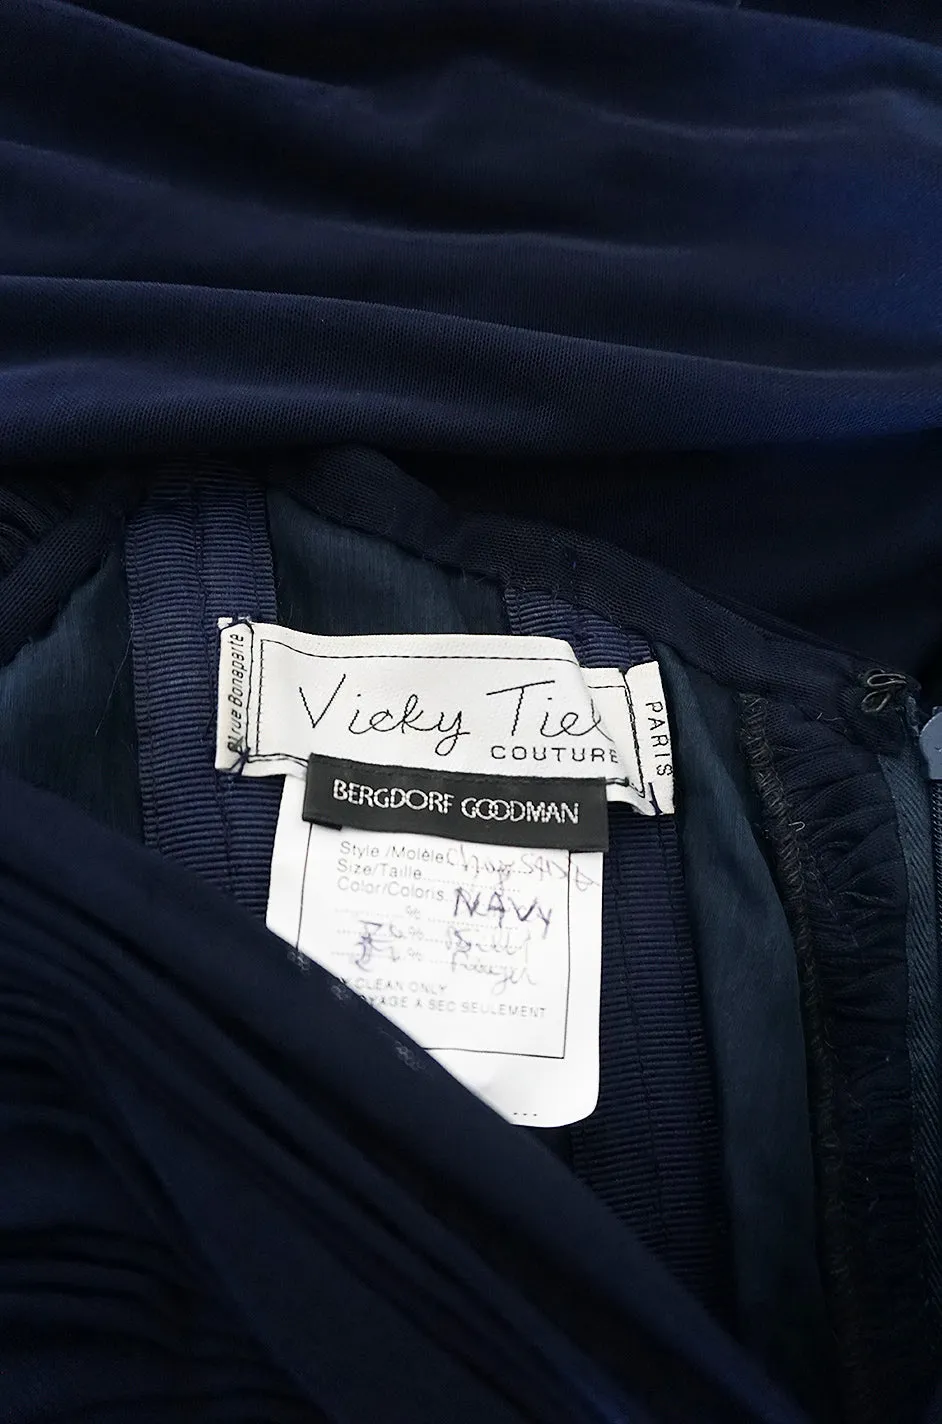 21 rue Bonaparte
Vicky Tiel
COUTURE
PARIS
BERGDORF GOODMAN
Style/Modèle
Size/Taille
Color/Coloris NAVY
%
%
%
CLEAN ONLY
A SEC SEULEMENT